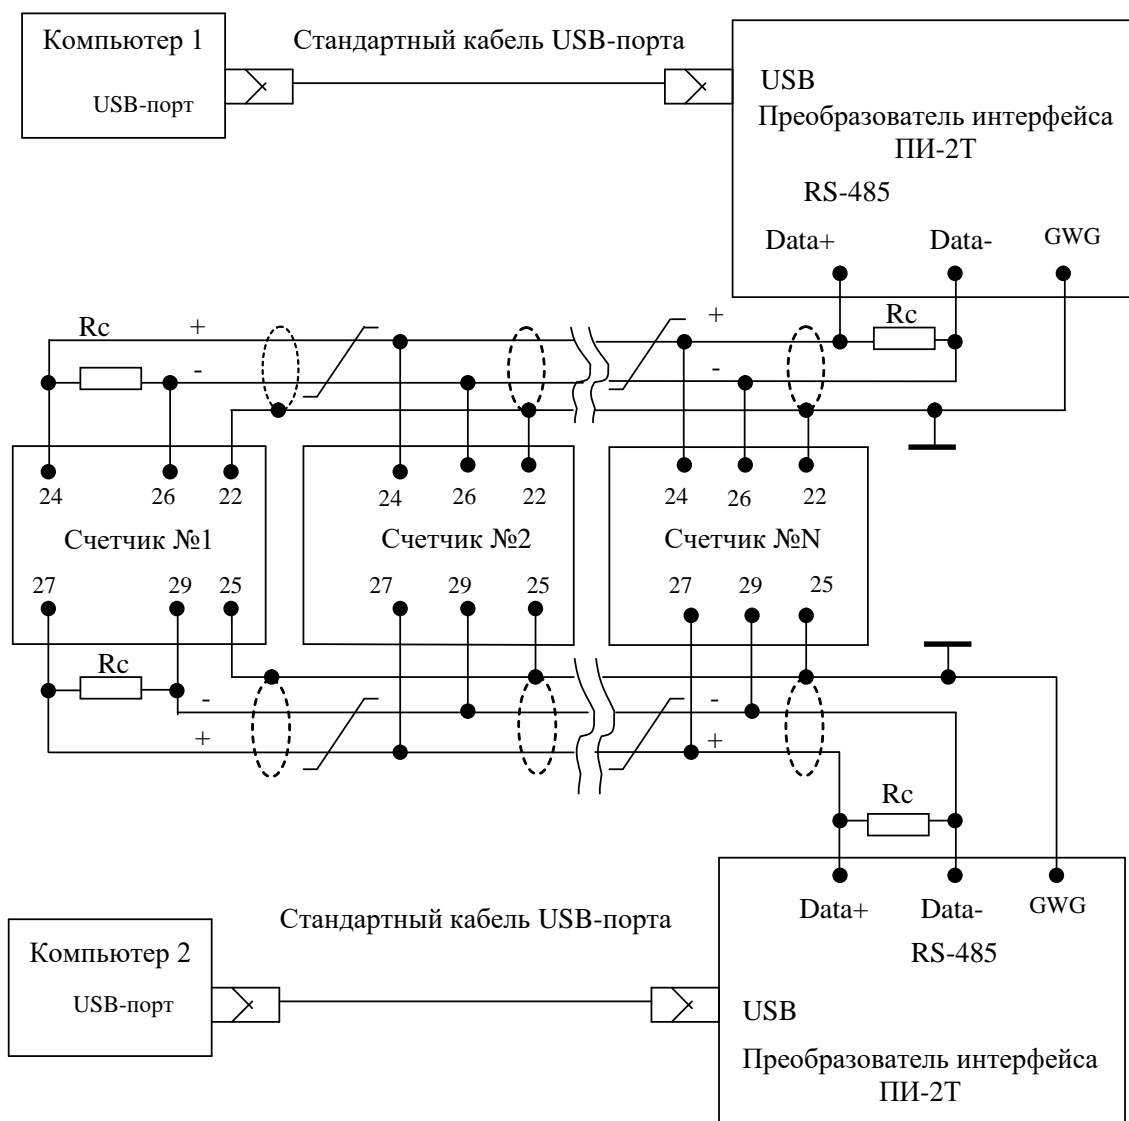 Компьютер 1
Стандартный кабель USB-порта
USB-порт
USB
Преобразователь интерфейса
ПИ-2Т
RS-485
Data+ Data- GWG
Rc + + Rc
- -
24 26 22 24 26 22 24 26 22
Счетчик №1 Счетчик №2 Счетчик №N
27 29 25 27 29 25 27 29 25
Rc
- -
+ +
Rc
Data+ Data- GWG
Стандартный кабель USB-порта
RS-485
Компьютер 2
USB-порт
USB
Преобразователь интерфейса
ПИ-2Т